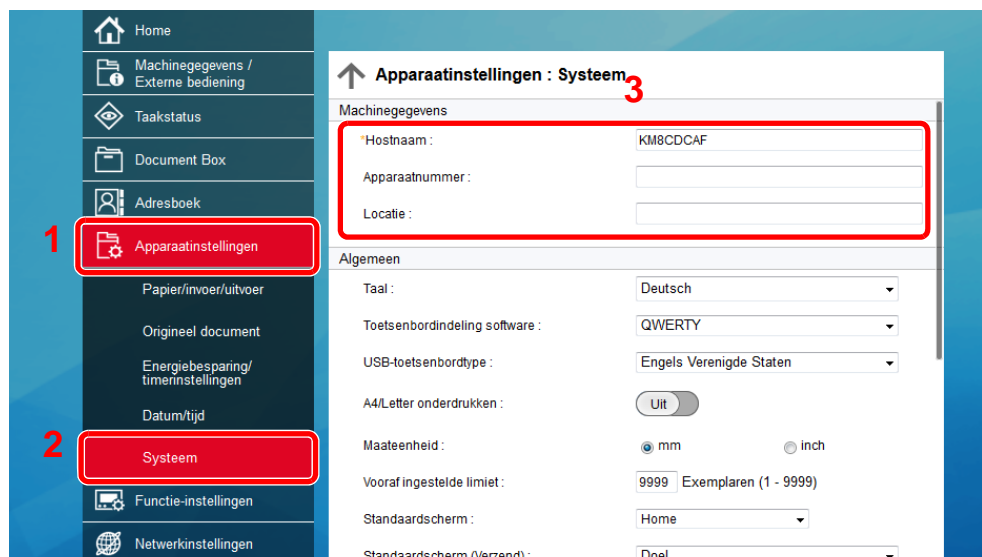 Home
Machinegegevens /
Externe bediening
Taakstatus
Document Box
Adresboek
1
Apparaatinstellingen
Papier/invoer/uitvoer
Origineel document
Energiebesparing/
timerinstellingen
Datum/tijd
2
Systeem
Functie-instellingen
Netwerkinstellingen
Apparaatinstellingen : Systeem
3
Machinegegevens
*Hostnaam : KM8CDCAF
Apparaatnummer :
Locatie :
Algemeen
Taal : Deutsch
Toetsenbordindeling software : QWERTY
USB-toetsenbordtype : Engels Verenigde Staten
A4/Letter onderdrukken : Uit
Maateenheid : mm inch
Vooraf ingestelde limiet : 9999 Exemplaren (1 - 9999)
Standaardscherm : Home
Standaardscherm (Verzend) : Doel